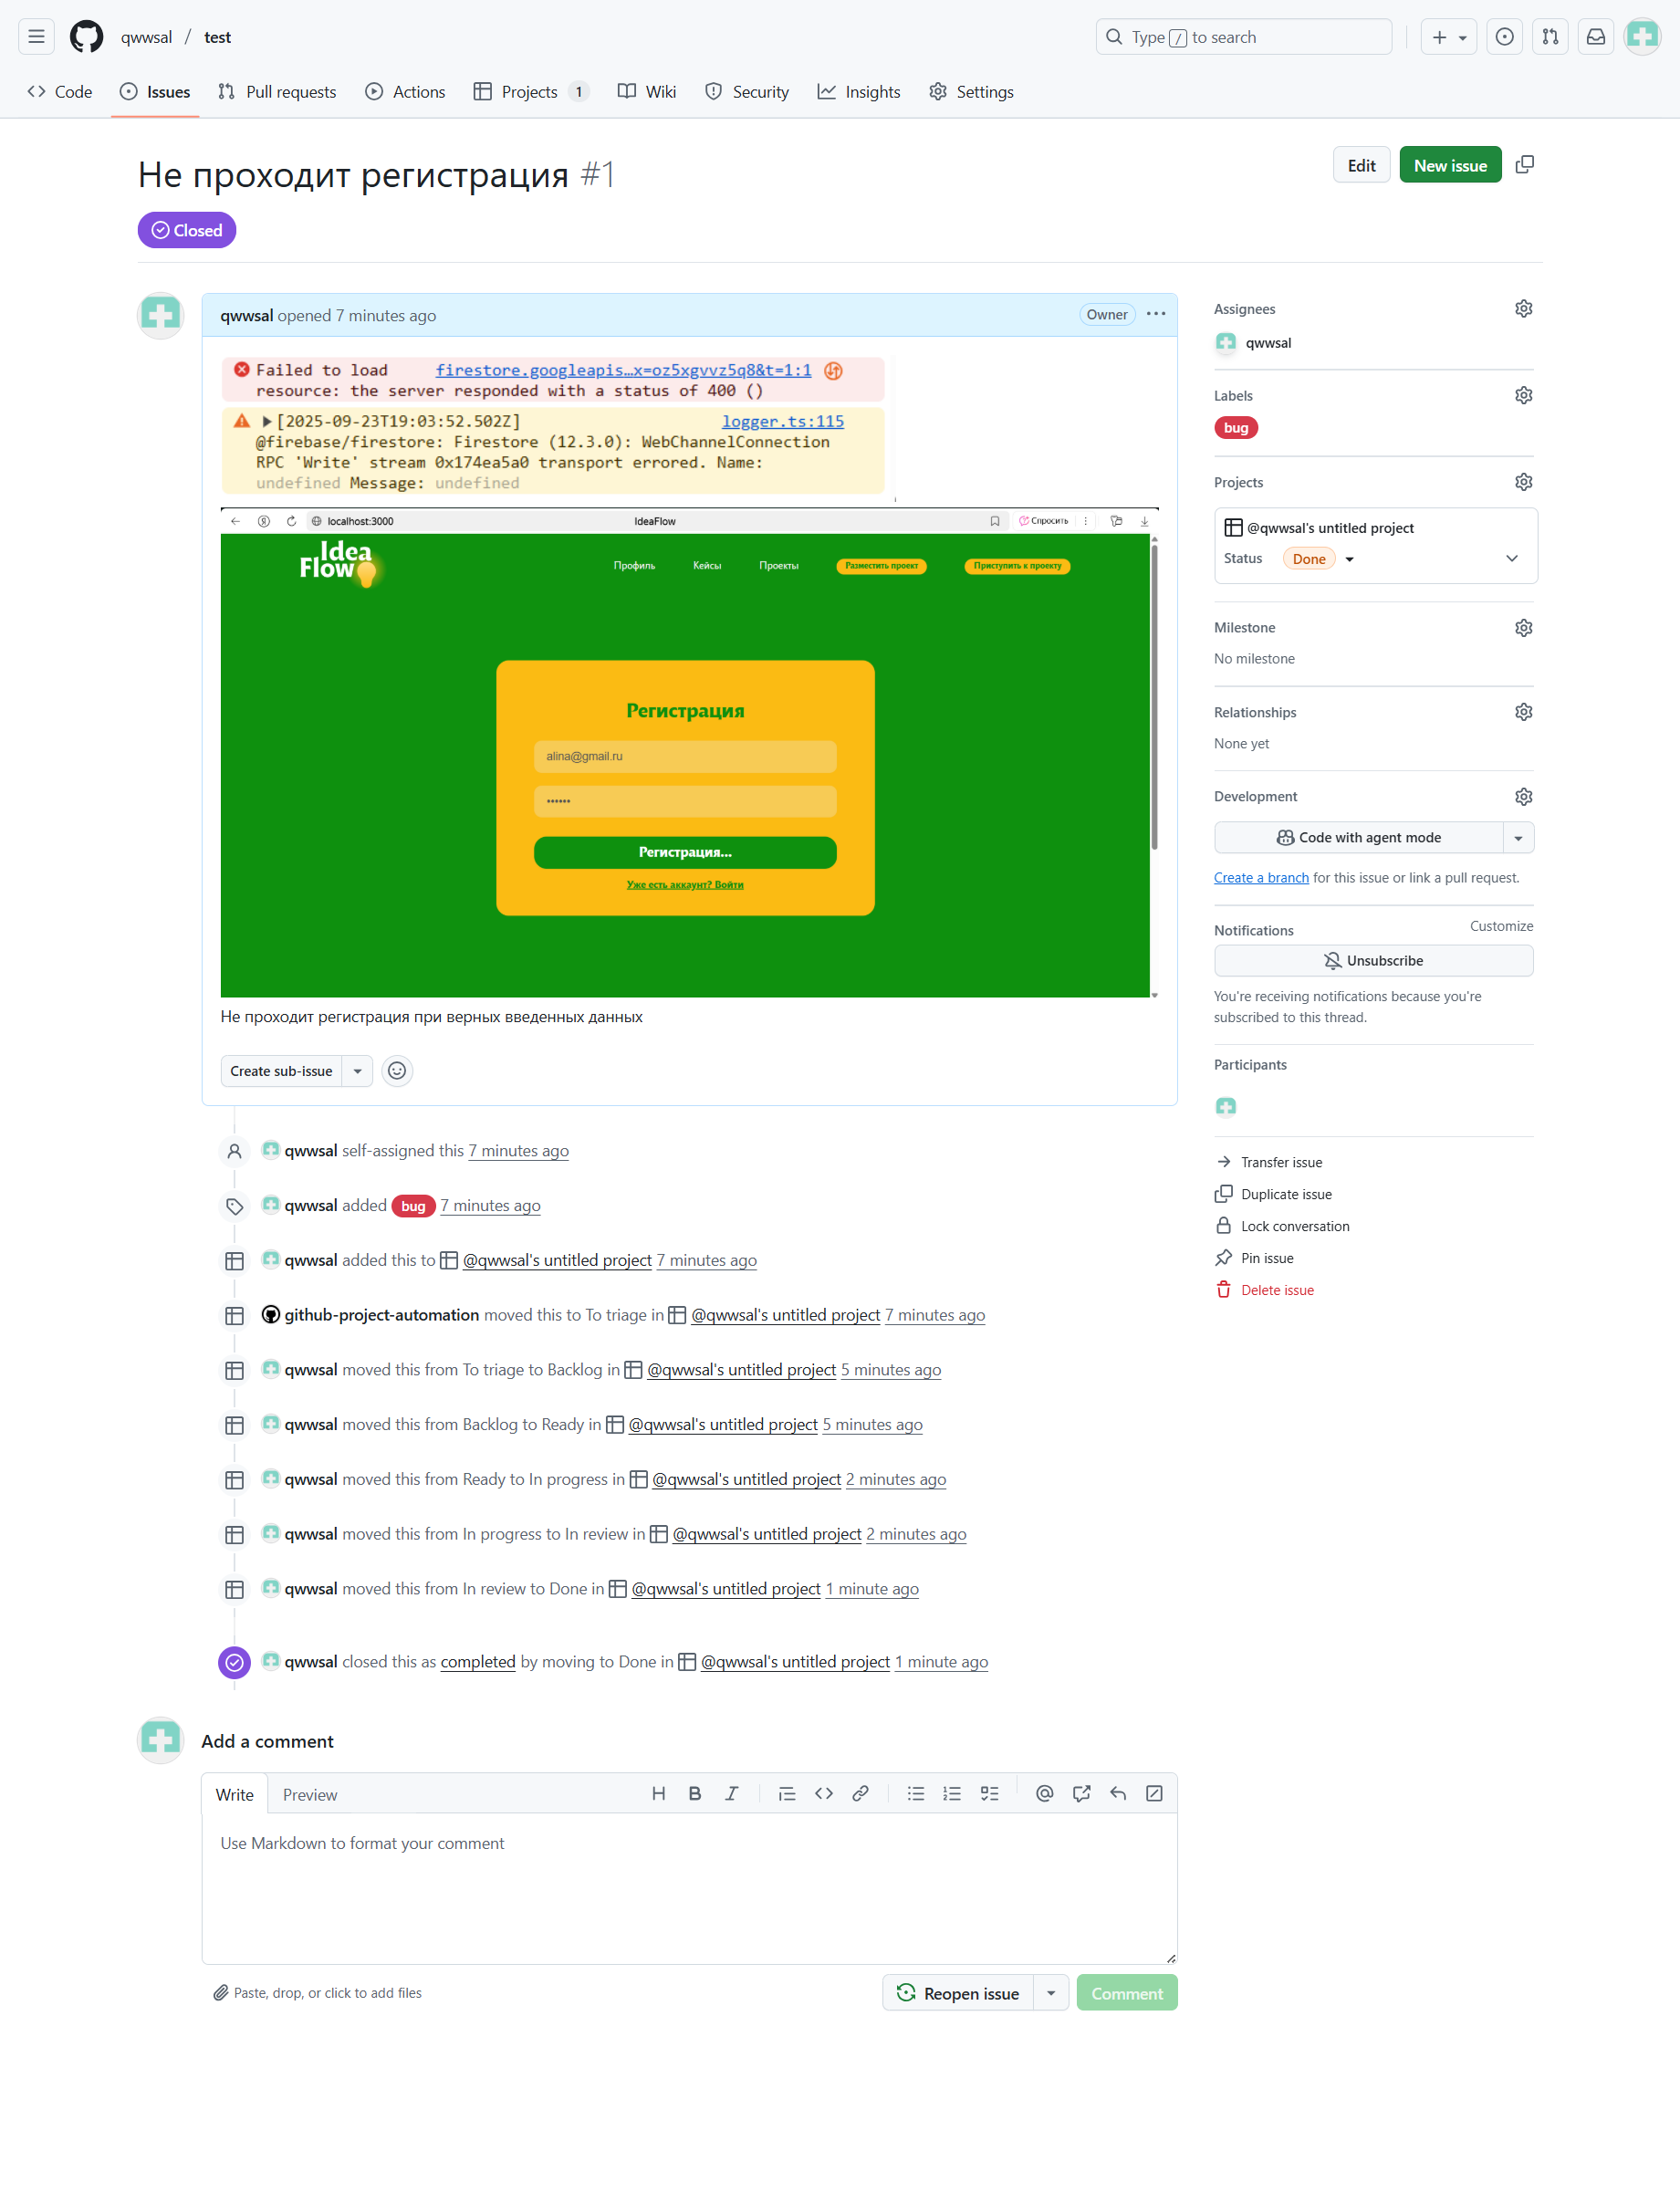 qwwsal / test
Type / to search
Code
Issues
Pull requests
Actions
Projects 1
Wiki
Security
Insights
Settings
Не проходит регистрация #1
Edit
New issue
Closed
qwwsal opened 7 minutes ago
Owner
Failed to load firestore.googleapis…x=oz5xgvvz5q8&t=1:1
resource: the server responded with a status of 400 ()
[2025-09-23T19:03:52.502Z] logger.ts:115
@firebase/firestore: Firestore (12.3.0): WebChannelConnection
RPC 'Write' stream 0x174ea5a0 transport errored. Name:
undefined Message: undefined
localhost:3000
IdeaFlow
Спросить
Idea
Flow
Профиль
Кейсы
Проекты
Разместить проект
Приступить к проекту
Регистрация
alina@gmail.ru
••••••
Регистрация...
Уже есть аккаунт? Войти
Не проходит регистрация при верных введенных данных
Create sub-issue
qwwsal self-assigned this 7 minutes ago
qwwsal added bug 7 minutes ago
qwwsal added this to @qwwsal's untitled project 7 minutes ago
github-project-automation moved this to To triage in @qwwsal's untitled project 7 minutes ago
qwwsal moved this from To triage to Backlog in @qwwsal's untitled project 5 minutes ago
qwwsal moved this from Backlog to Ready in @qwwsal's untitled project 5 minutes ago
qwwsal moved this from Ready to In progress in @qwwsal's untitled project 2 minutes ago
qwwsal moved this from In progress to In review in @qwwsal's untitled project 2 minutes ago
qwwsal moved this from In review to Done in @qwwsal's untitled project 1 minute ago
qwwsal closed this as completed by moving to Done in @qwwsal's untitled project 1 minute ago
Add a comment
Write
Preview
Use Markdown to format your comment
Paste, drop, or click to add files
Reopen issue
Comment
Assignees
qwwsal
Labels
bug
Projects
@qwwsal's untitled project
Status Done
Milestone
No milestone
Relationships
None yet
Development
Code with agent mode
Create a branch for this issue or link a pull request.
Notifications
Customize
Unsubscribe
You're receiving notifications because you're
subscribed to this thread.
Participants
Transfer issue
Duplicate issue
Lock conversation
Pin issue
Delete issue